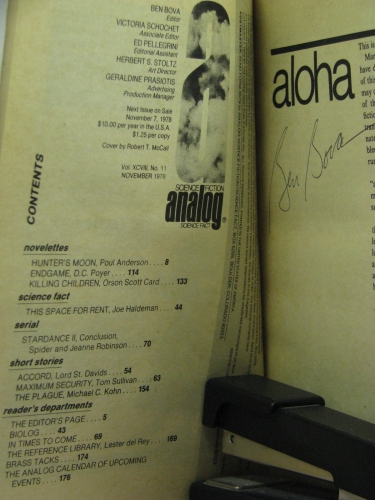 BEN BOVA
Editor
VICTORIA SCHOCHET
Associate Editor
ED PELLEGRINI
Editorial Assistant
HERBERT S. STOLTZ
Art Director
GERALDINE PRASIOTIS
Advertising
Production Manager
Next Issue on Sale
November 7, 1978
$10.00 per year in the U.S.A.
$1.25 per copy
Cover by Robert T. McCall
Vol. XCVIII, No. 11
NOVEMBER 1978
SCIENCE FICTION
analog
SCIENCE FACT
CONTENTS
novelettes
HUNTER'S MOON, Poul Anderson . . . 8
ENDGAME, D.C. Poyer . . . 114
KILLING CHILDREN, Orson Scott Card . . . 133
science fact
THIS SPACE FOR RENT, Joe Haldeman . . . 44
serial
STARDANCE II, Conclusion,
Spider and Jeanne Robinson . . . 70
short stories
ACCORD, Lord St. Davids . . . 54
MAXIMUM SECURITY, Tom Sullivan . . . 63
THE PLAGUE, Michael C. Kohn . . . 154
reader's departments
THE EDITOR'S PAGE . . . 5
BIOLOG . . . 43
IN TIMES TO COME . . . 69
THE REFERENCE LIBRARY, Lester del Rey . . . 169
BRASS TACKS . . . 174
THE ANALOG CALENDAR OF UPCOMING
EVENTS . . . 176
aloha
Ben Bova
This is